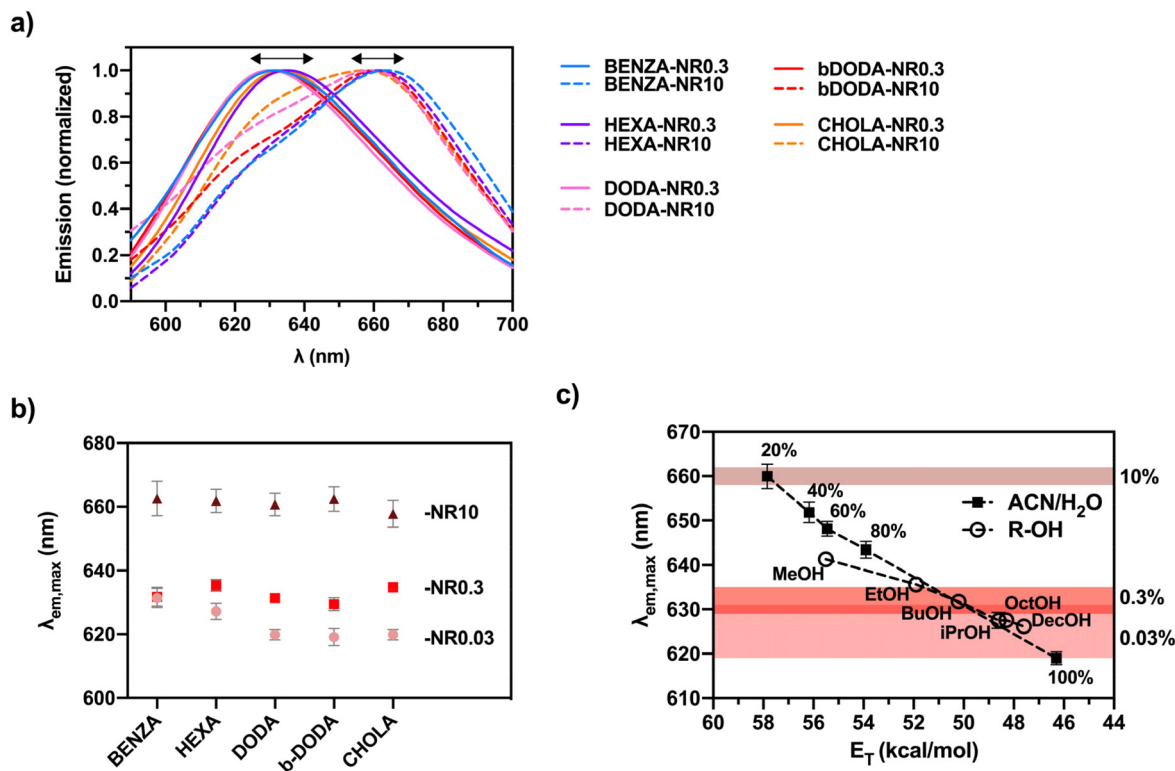 a)
Emission (normalized)
1.0
0.8
0.6
0.4
0.2
0.0
600
620
640
660
680
700
λ (nm)
BENZA-NR0.3
BENZA-NR10
HEXA-NR0.3
HEXA-NR10
DODA-NR0.3
DODA-NR10
bDODA-NR0.3
bDODA-NR10
CHOLA-NR0.3
CHOLA-NR10
b)
λem,max (nm)
680
660
640
620
600
-NR10
-NR0.3
-NR0.03
BENZA
HEXA
DODA
b-DODA
CHOLA
c)
λem,max (nm)
670
660
650
640
630
620
610
20%
40%
60%
80%
100%
MeOH
EtOH
BuOH
iPrOH
OctOH
DecOH
ACN/H₂O
R-OH
10%
0.3%
0.03%
60
58
56
54
52
50
48
46
44
ET (kcal/mol)